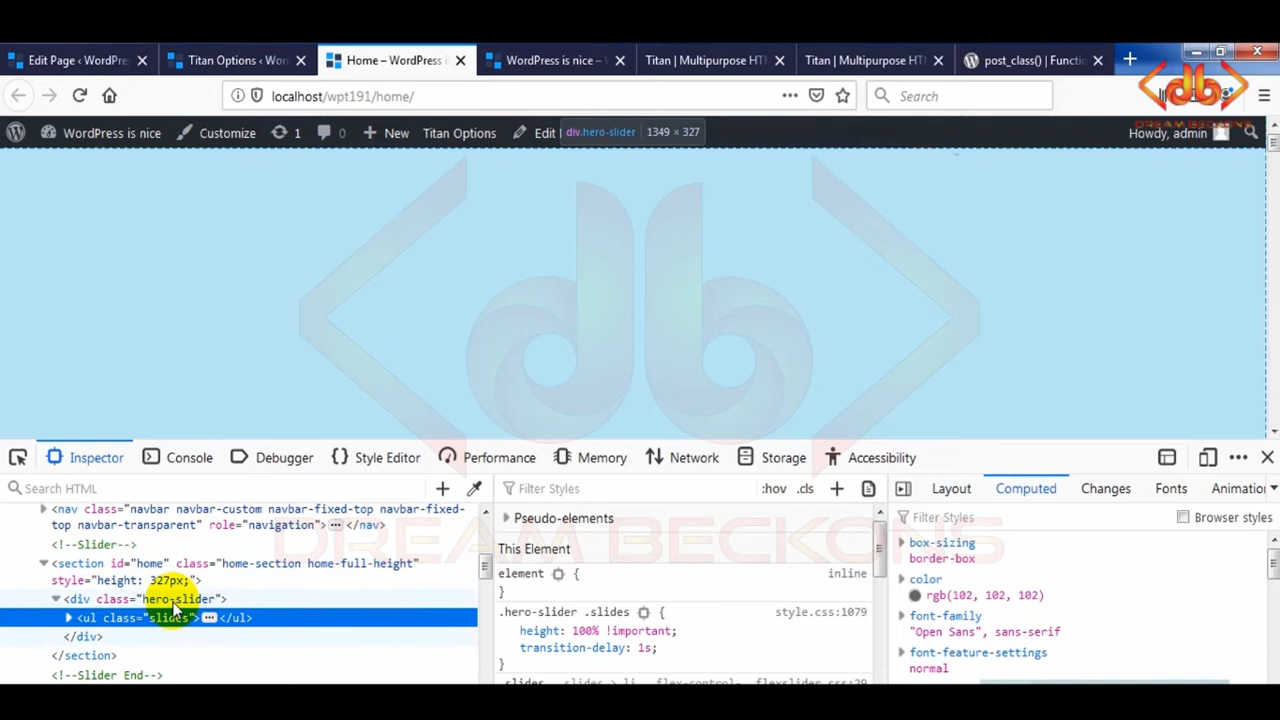 Edit Page ‹ WordPre
Titan Options ‹ Wor
Home – WordPress i
WordPress is nice –
Titan | Multipurpose HT
Titan | Multipurpose HT
post_class() | Functio
localhost/wpt191/home/
Search
WordPress is nice
Customize
1
0
New
Titan Options
Edit
div.hero-slider | 1349 × 327
Howdy, admin
DREAM BECKONS
Inspector
Console
Debugger
Style Editor
Performance
Memory
Network
Storage
Accessibility
Search HTML
Filter Styles
:hov .cls
Layout
Computed
Changes
Fonts
Animation
<nav class="navbar navbar-custom navbar-fixed-top navbar-fixed-
top navbar-transparent" role="navigation"> </nav>
<!--Slider-->
<section id="home" class="home-section home-full-height"
style="height: 327px;">
<div class="hero-slider">
<ul class="slides"> </ul>
</div>
</section>
<!--Slider End-->
Pseudo-elements
This Element
element { inline
}
.hero-slider .slides { style.css:1079
height: 100% !important;
transition-delay: 1s;
}
Filter Styles
Browser styles
box-sizing
border-box
color
rgb(102, 102, 102)
font-family
"Open Sans", sans-serif
font-feature-settings
normal
DREAM BECKONS